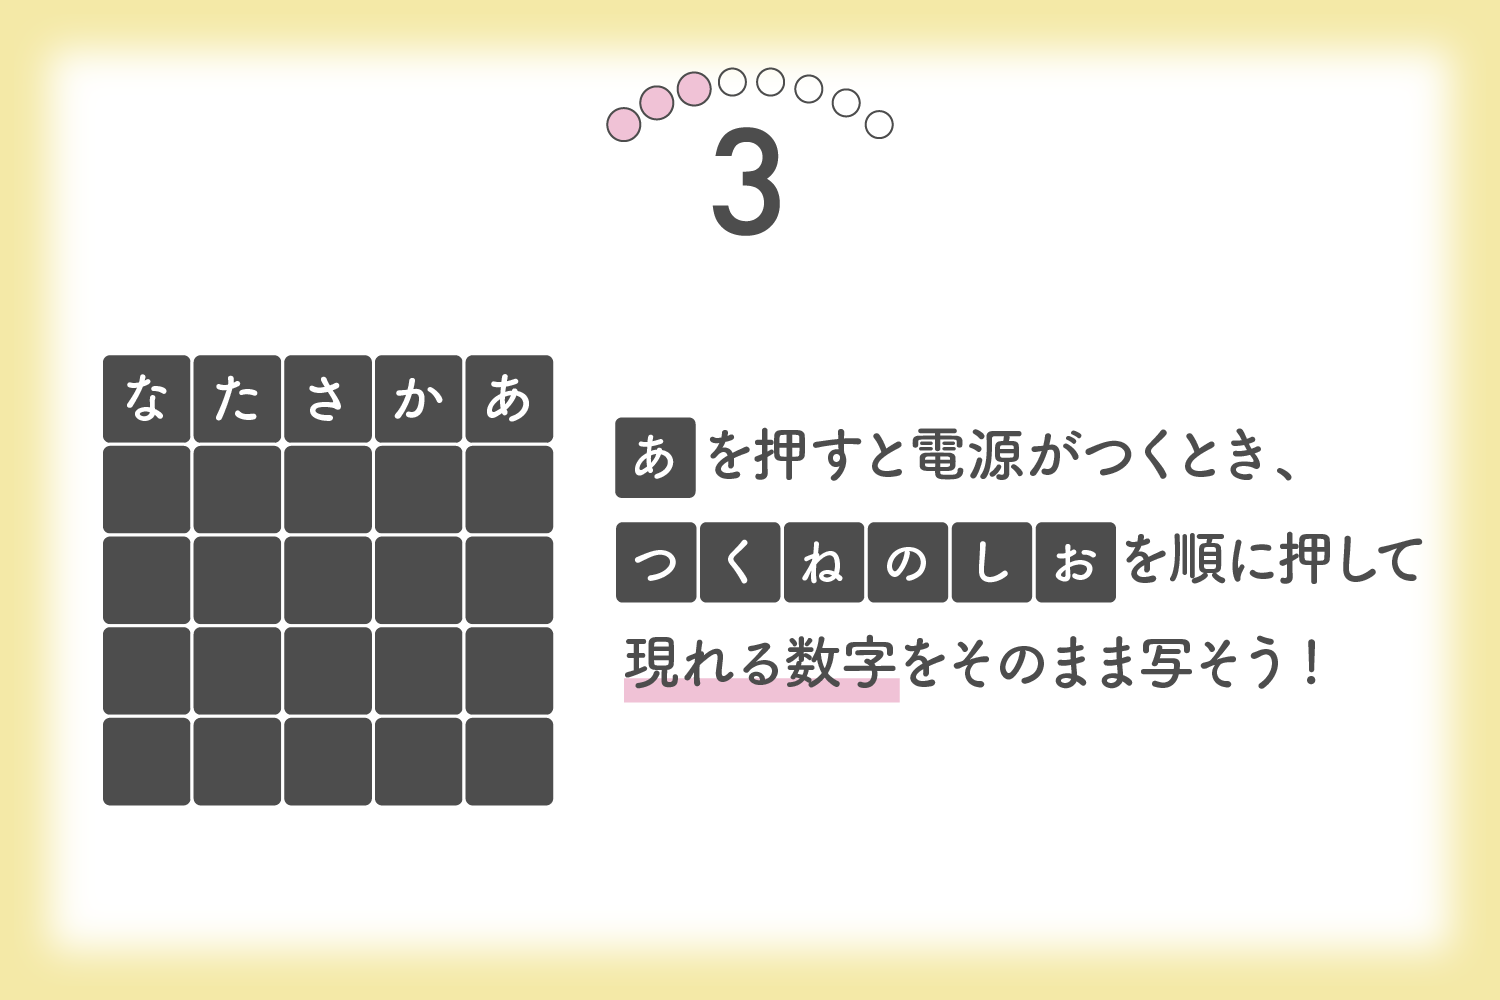 3
なたさかあ
あを押すと電源がつくとき、
つくねのしおを順に押して
現れる数字をそのまま写そう！